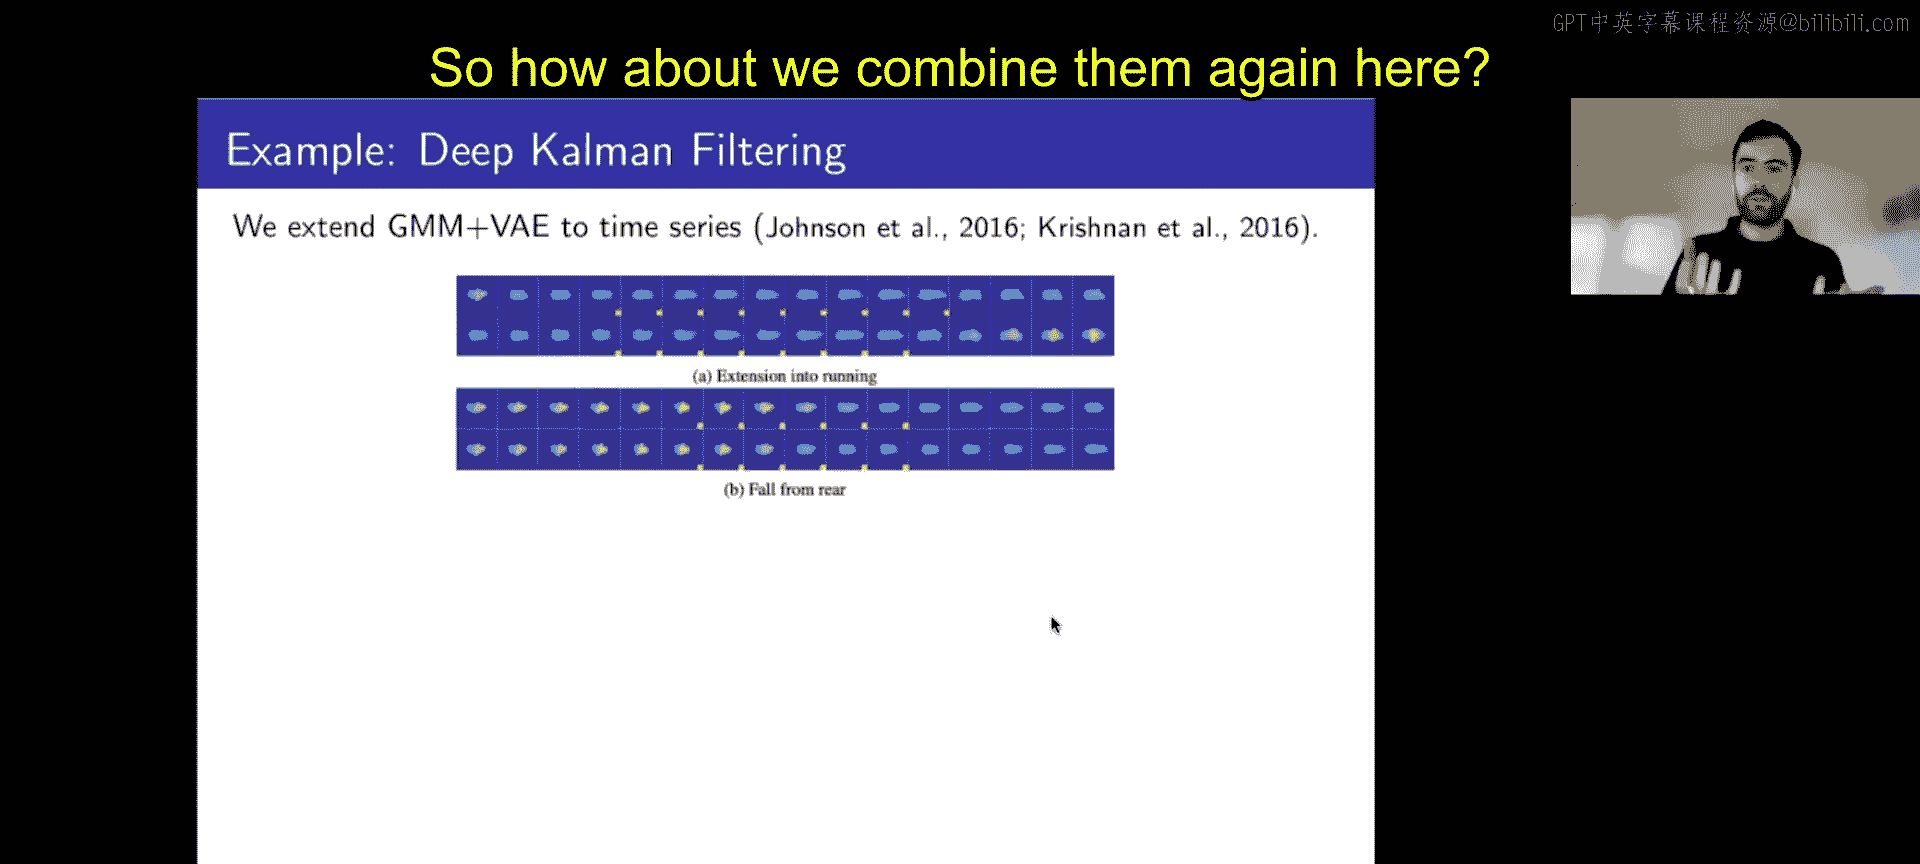 GPT中英字幕课程资源@bilibili.com
So how about we combine them again here?
Example: Deep Kalman Filtering
We extend GMM+VAE to time series (Johnson et al., 2016; Krishnan et al., 2016).
(a) Extension into running
(b) Fall from rear